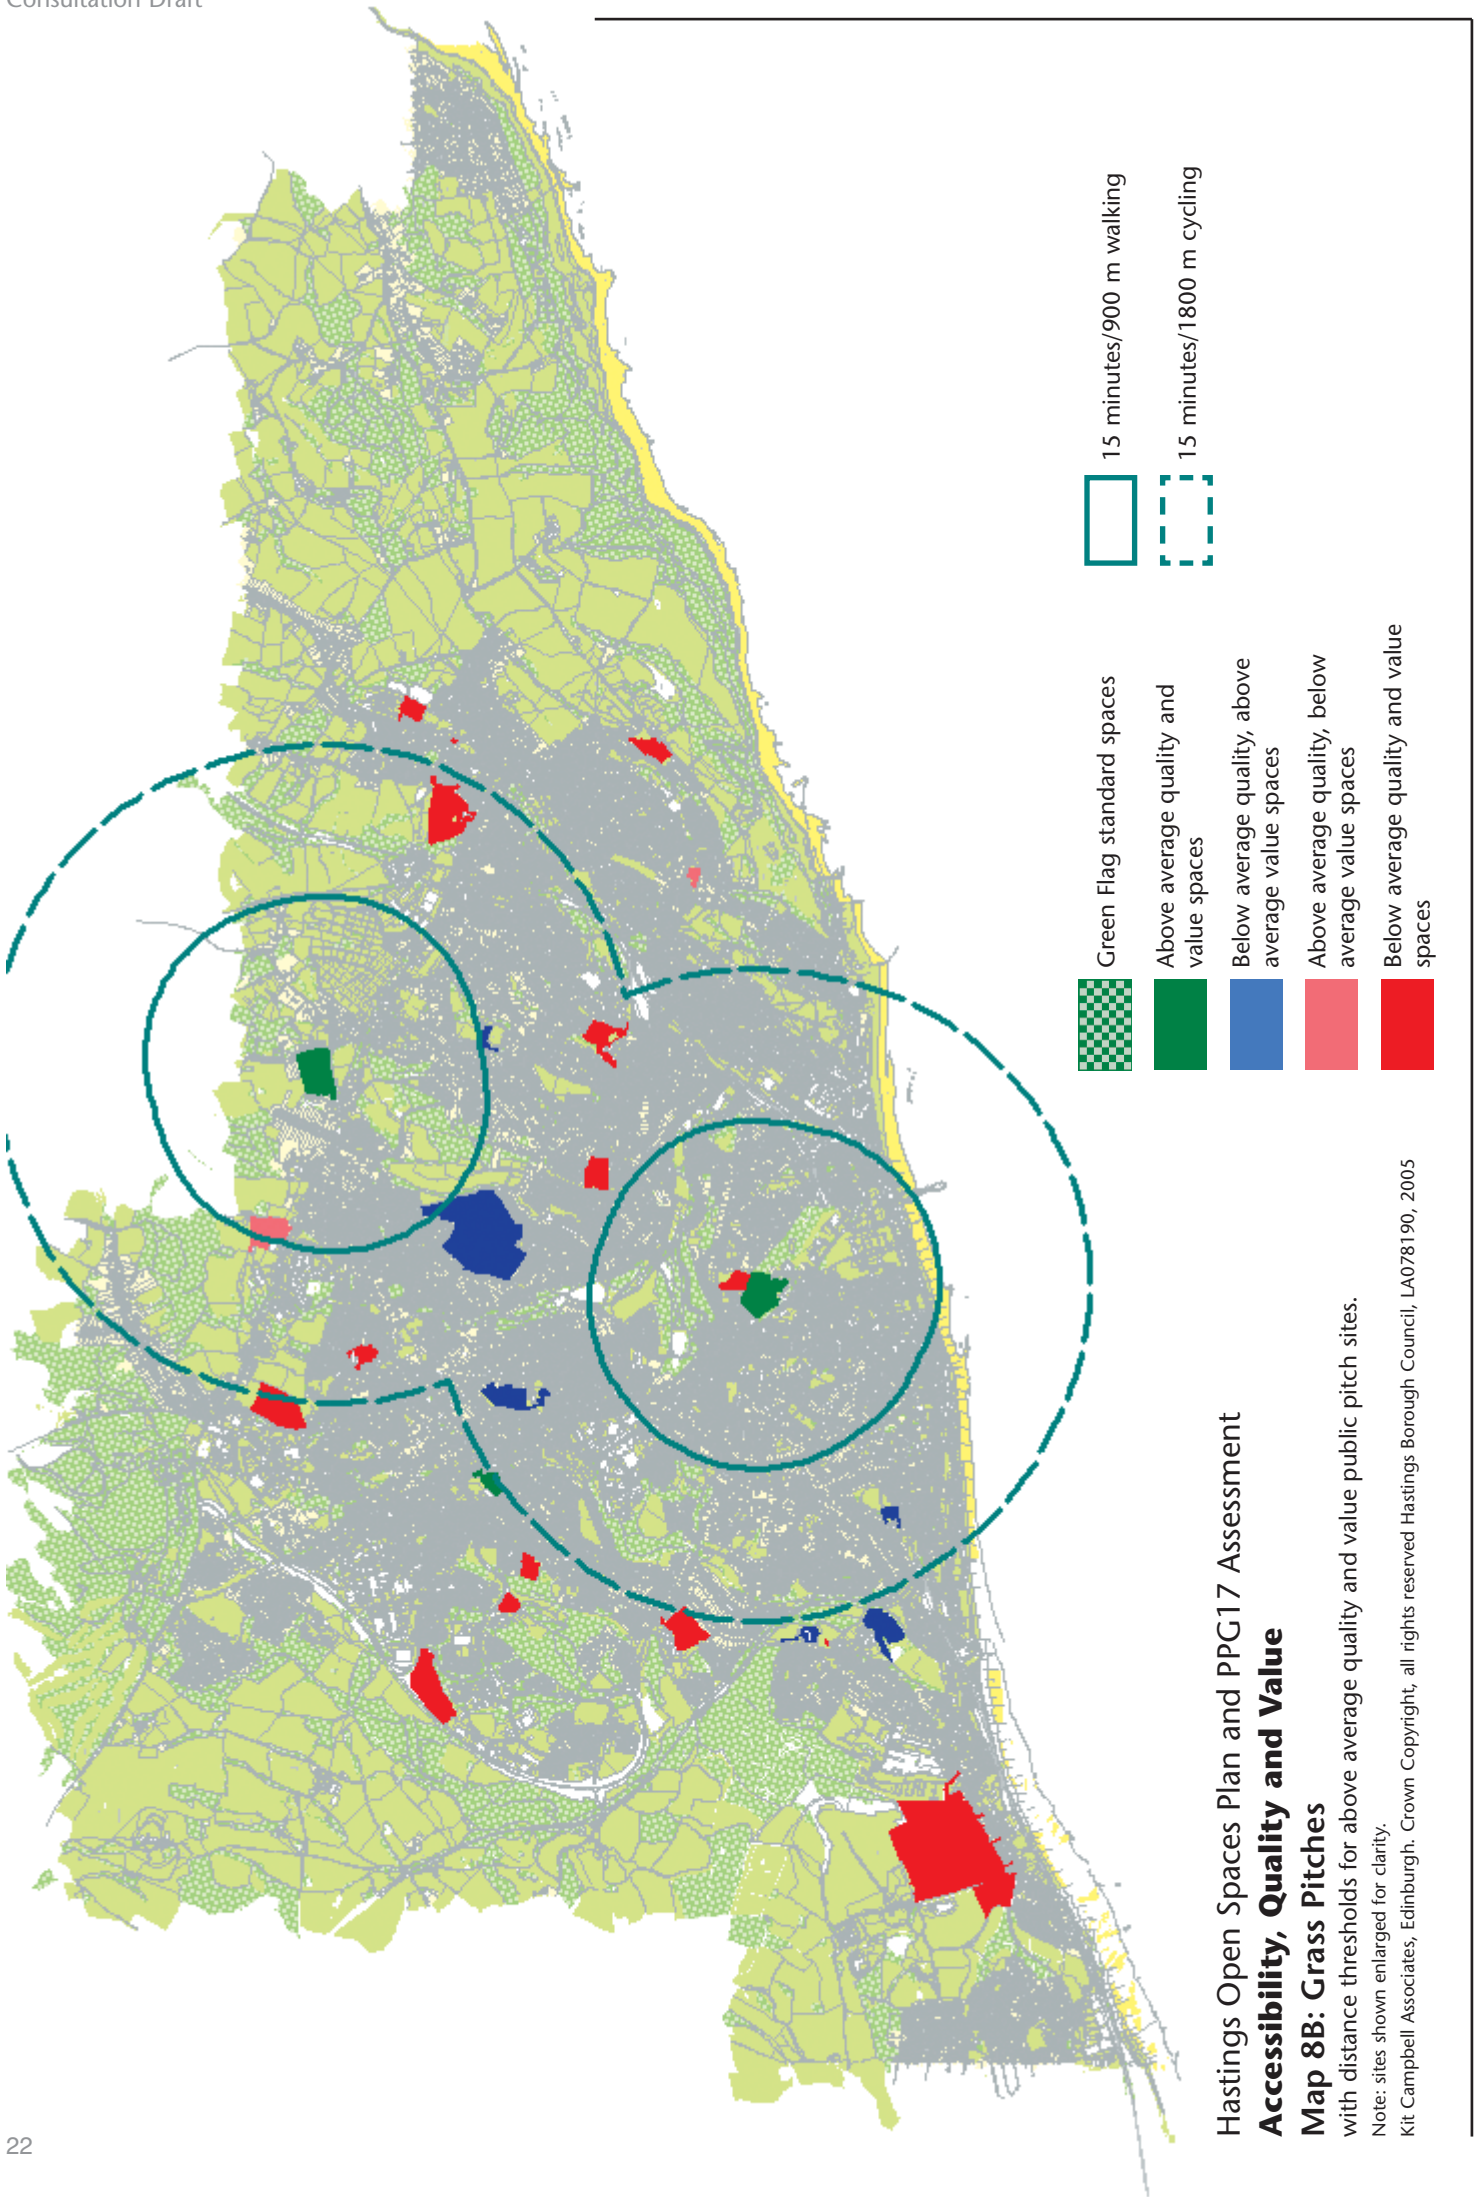 Consultation Draft
Green Flag standard spaces
Above average quality and
value spaces
Below average quality, above
average value spaces
Above average quality, below
average value spaces
Below average quality and value
spaces
15 minutes/900 m walking
15 minutes/1800 m cycling
Hastings Open Spaces Plan and PPG17 Assessment
Accessibility, Quality and Value
Map 8B: Grass Pitches
with distance thresholds for above average quality and value public pitch sites.
Note: sites shown enlarged for clarity.
Kit Campbell Associates, Edinburgh. Crown Copyright, all rights reserved Hastings Borough Council, LA078190, 2005
22